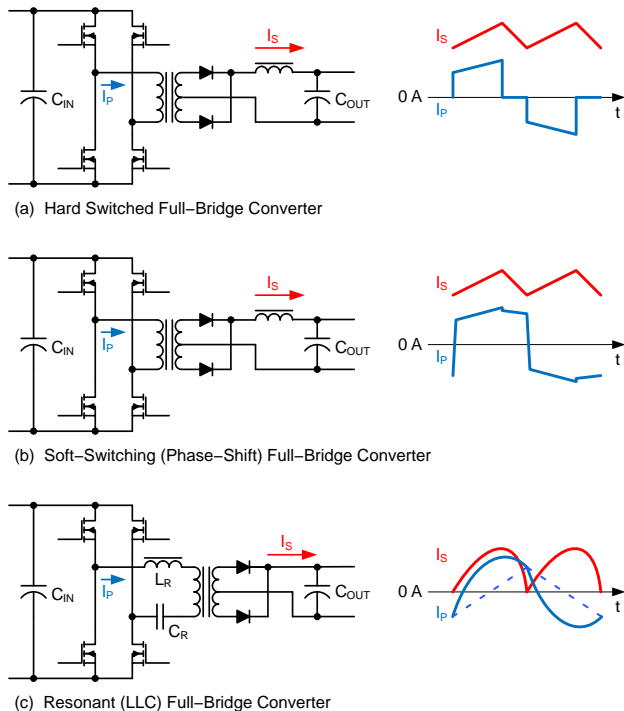 I_S
I_P
C_IN
C_OUT
I_S
0 A
I_P
t
(a) Hard Switched Full−Bridge Converter
I_S
I_P
C_IN
C_OUT
I_S
0 A
I_P
t
(b) Soft−Switching (Phase−Shift) Full−Bridge Converter
I_S
I_P
L_R
C_IN
C_OUT
C_R
I_S
0 A
I_P
t
(c) Resonant (LLC) Full−Bridge Converter